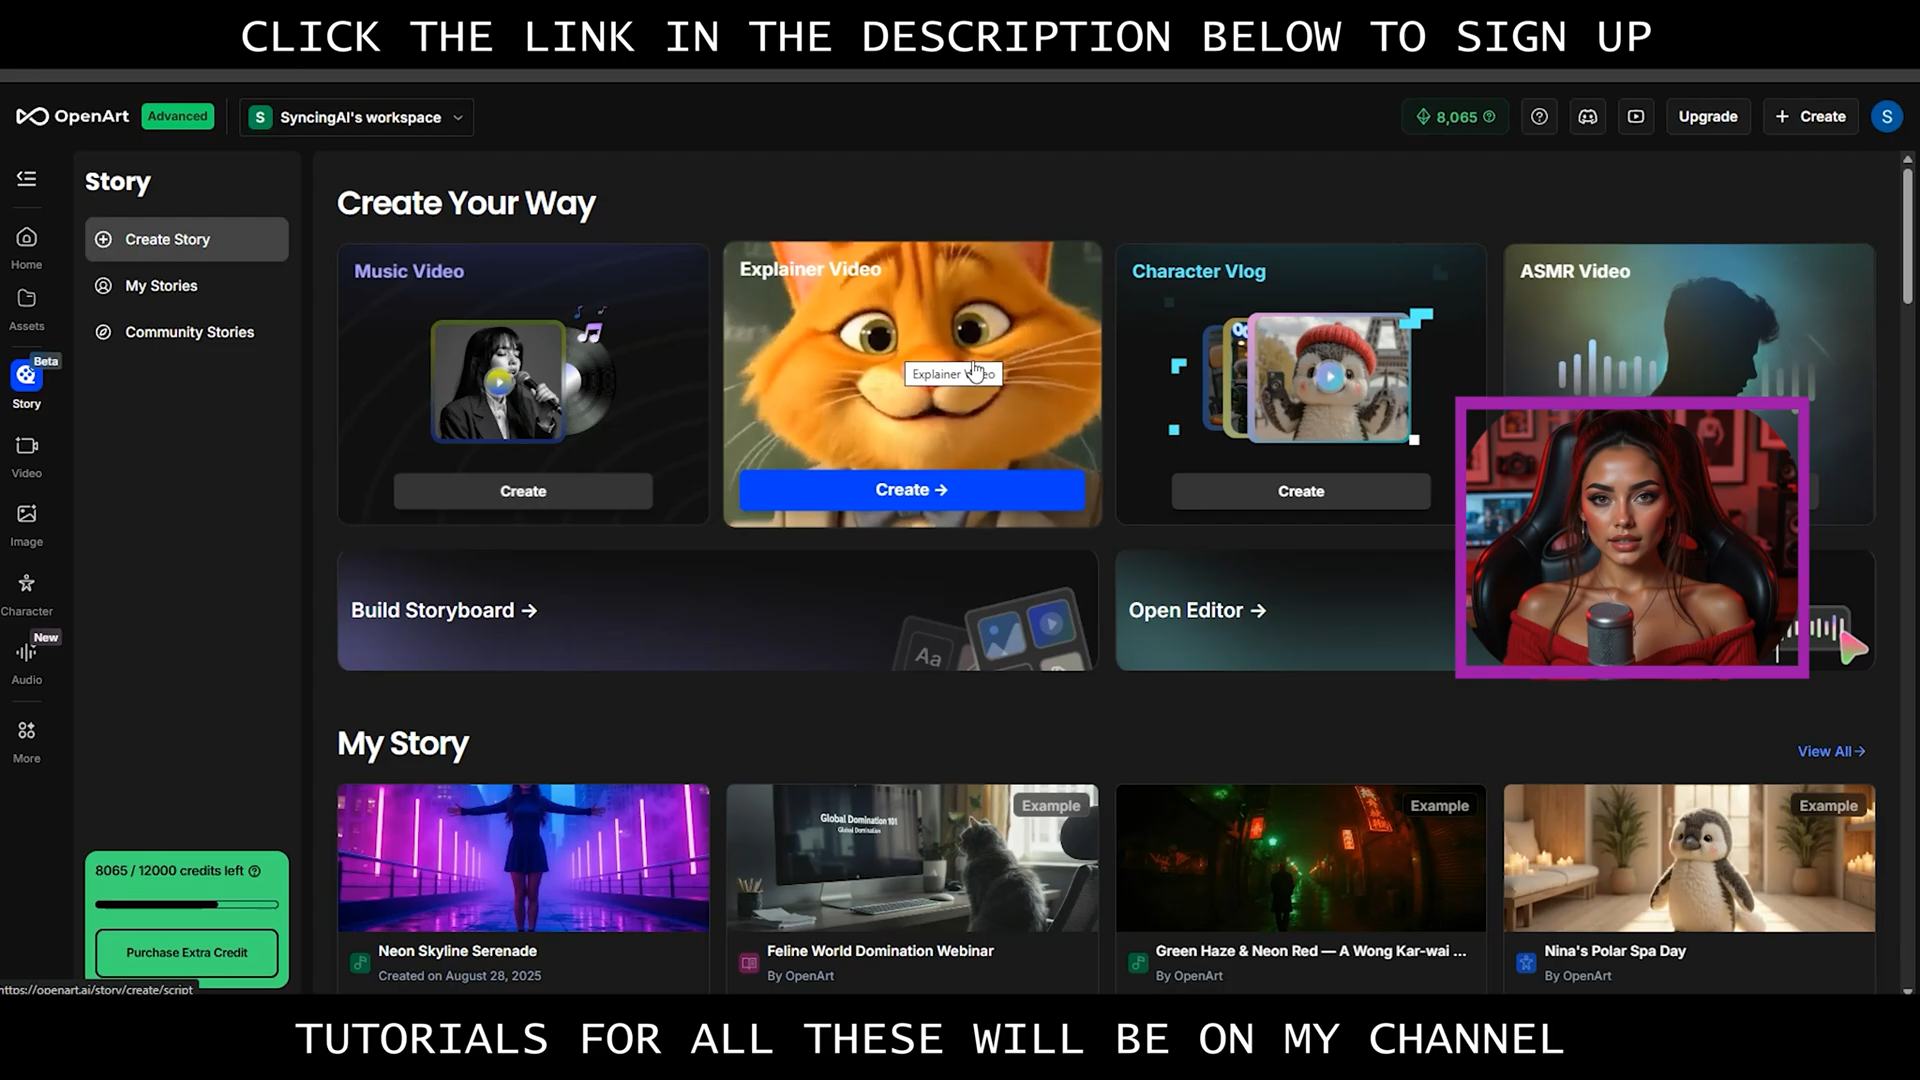 CLICK THE LINK IN THE DESCRIPTION BELOW TO SIGN UP
OpenArt
Advanced
S
SyncingAI's workspace
8,065
Upgrade
+ Create
S
Story
Create Story
My Stories
Community Stories
Home
Assets
Beta
Story
Video
Image
Character
New
Audio
More
Create Your Way
Music Video
Create
Explainer Video
Create →
Character Vlog
Create
ASMR Video
Build Storyboard →
Aa
Open Editor →
My Story
View All→
Neon Skyline Serenade
Created on August 28, 2025
Example
Global Domination 101
Global Domination
Feline World Domination Webinar
By OpenArt
Example
Green Haze & Neon Red — A Wong Kar-wai ...
By OpenArt
Example
Nina's Polar Spa Day
By OpenArt
8065 / 12000 credits left
Purchase Extra Credit
https://openart.ai/story/create/script
TUTORIALS FOR ALL THESE WILL BE ON MY CHANNEL